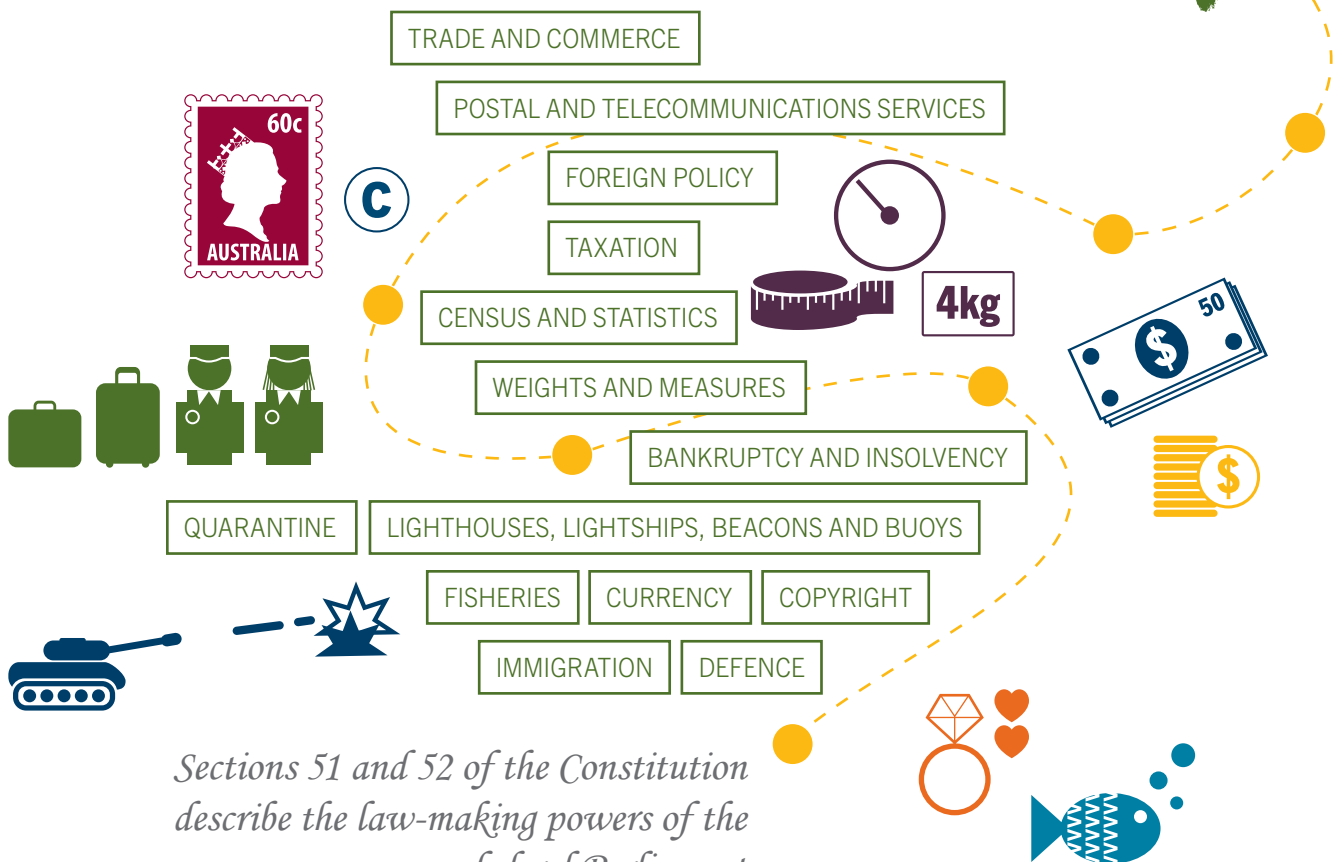 TRADE AND COMMERCE
POSTAL AND TELECOMMUNICATIONS SERVICES
60c
AUSTRALIA
C
FOREIGN POLICY
TAXATION
CENSUS AND STATISTICS
4kg
50
$
WEIGHTS AND MEASURES
BANKRUPTCY AND INSOLVENCY
$
QUARANTINE
LIGHTHOUSES, LIGHTSHIPS, BEACONS AND BUOYS
FISHERIES
CURRENCY
COPYRIGHT
IMMIGRATION
DEFENCE
Sections 51 and 52 of the Constitution
describe the law-making powers of the